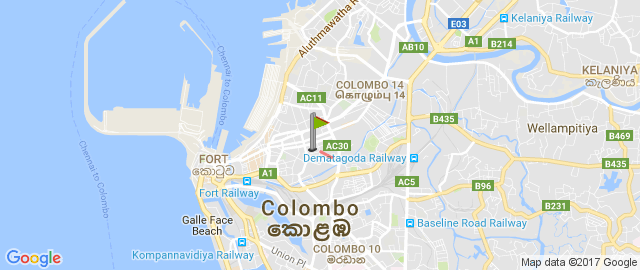 Kelaniya Railway
E03
A1
AB10
B214
Aluthmawatha
Chennai to Colombo
KELANIYA
කැලණිය
COLOMBO 14
கொழும்பு 14
AC11
B435
B469
Wellampitiya
AC30
B435
Dematagoda Railway
FORT
කොටුව
A1
Fort Railway
AC5
B96
B231
Chennai to Colombo
Colombo
කොළඹ
Galle Face
Beach
Baseline Road Railway
Kompannavidiya Railway
COLOMBO 10
මරදාන
Union Pl
Google
Map data ©2017 Google